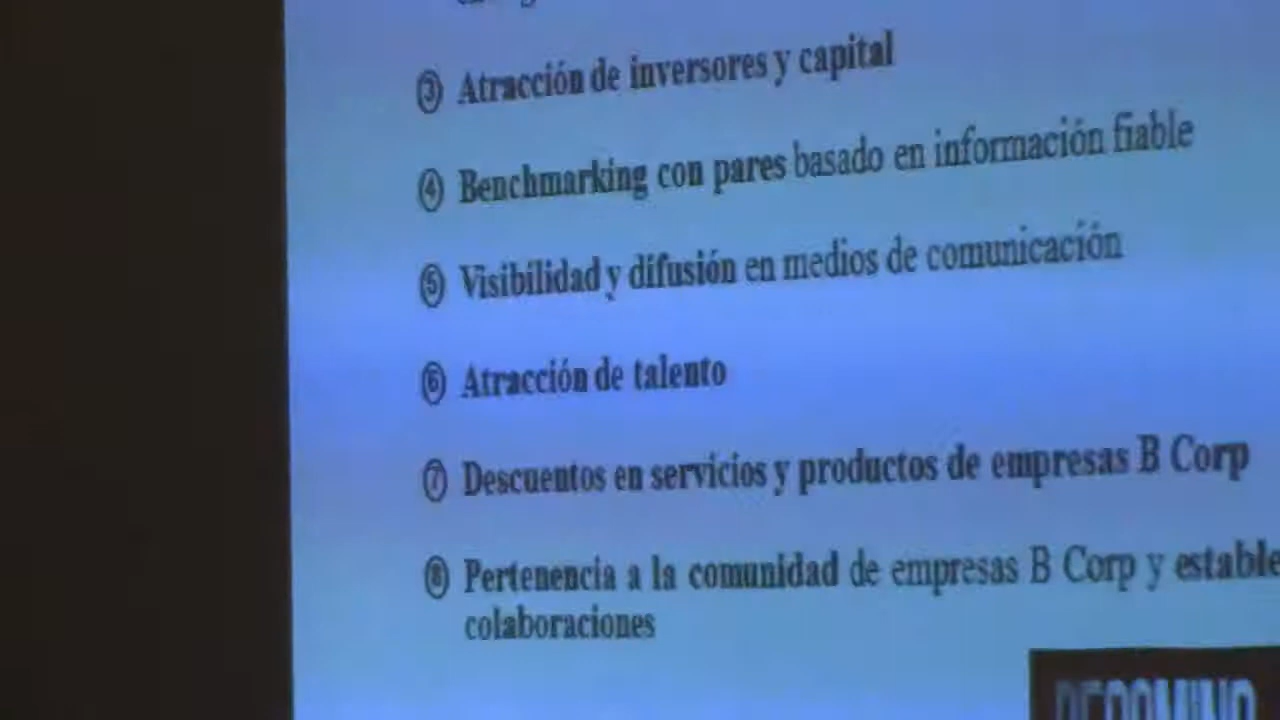 ③ Atracción de inversores y capital
④ Benchmarking con pares basado en información fiable
⑤ Visibilidad y difusión en medios de comunicación
⑥ Atracción de talento
⑦ Descuentos en servicios y productos de empresas B Corp
⑧ Pertenencia a la comunidad de empresas B Corp y estable
colaboraciones